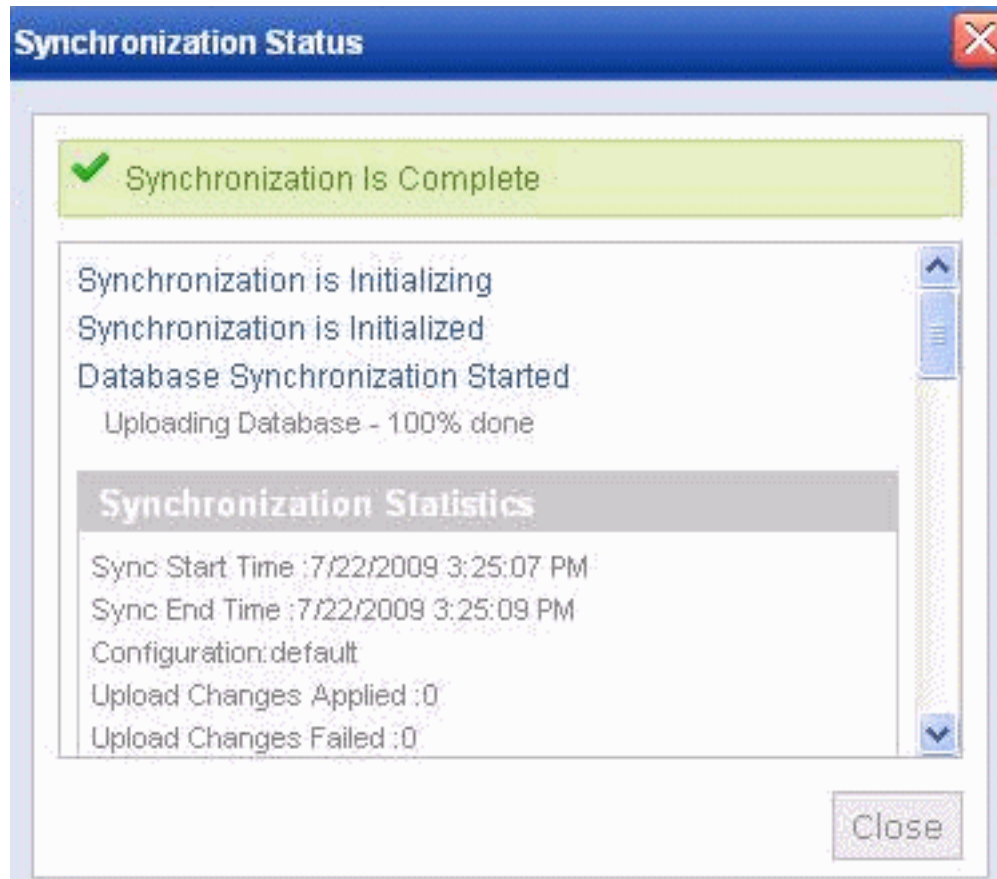 Synchronization Status
Synchronization Is Complete
Synchronization is Initializing
Synchronization is Initialized
Database Synchronization Started
Uploading Database - 100% done
Synchronization Statistics
Sync Start Time :7/22/2009 3:25:07 PM
Sync End Time :7/22/2009 3:25:09 PM
Configuration:default
Upload Changes Applied :0
Upload Changes Failed :0
Close